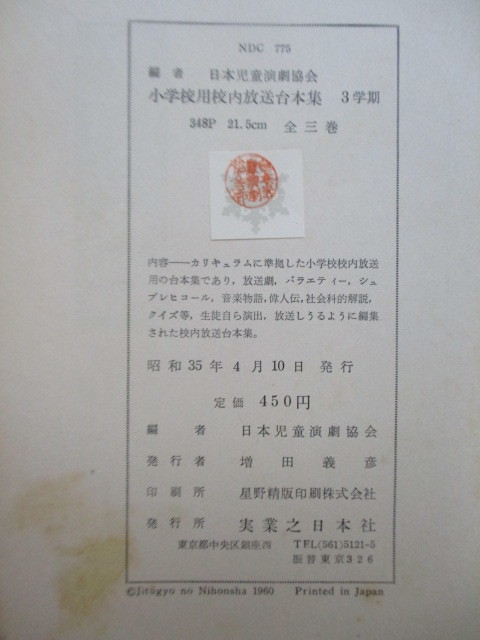 NDC 775
編者 日本児童演劇協会
小学校用校内放送台本集 3学期
348P 21.5cm 全三巻
内容――カリキュラムに準拠した小学校校内放送
用の台本集であり,放送劇,バラエティー,シュ
プレヒコール,音楽物語,偉人伝,社会科的解説,
クイズ等,生徒自ら演出,放送しうるように編集
された校内放送台本集。
昭和35年4月10日 発行
定価 450円
編者 日本児童演劇協会
発行者 増田義彦
印刷所 星野精版印刷株式会社
発行所 実業之日本社
東京都中央区銀座西 TEL(561)5121-5
振替東京326
©Jitugyo no Nihonsha 1960 Printed in Japan